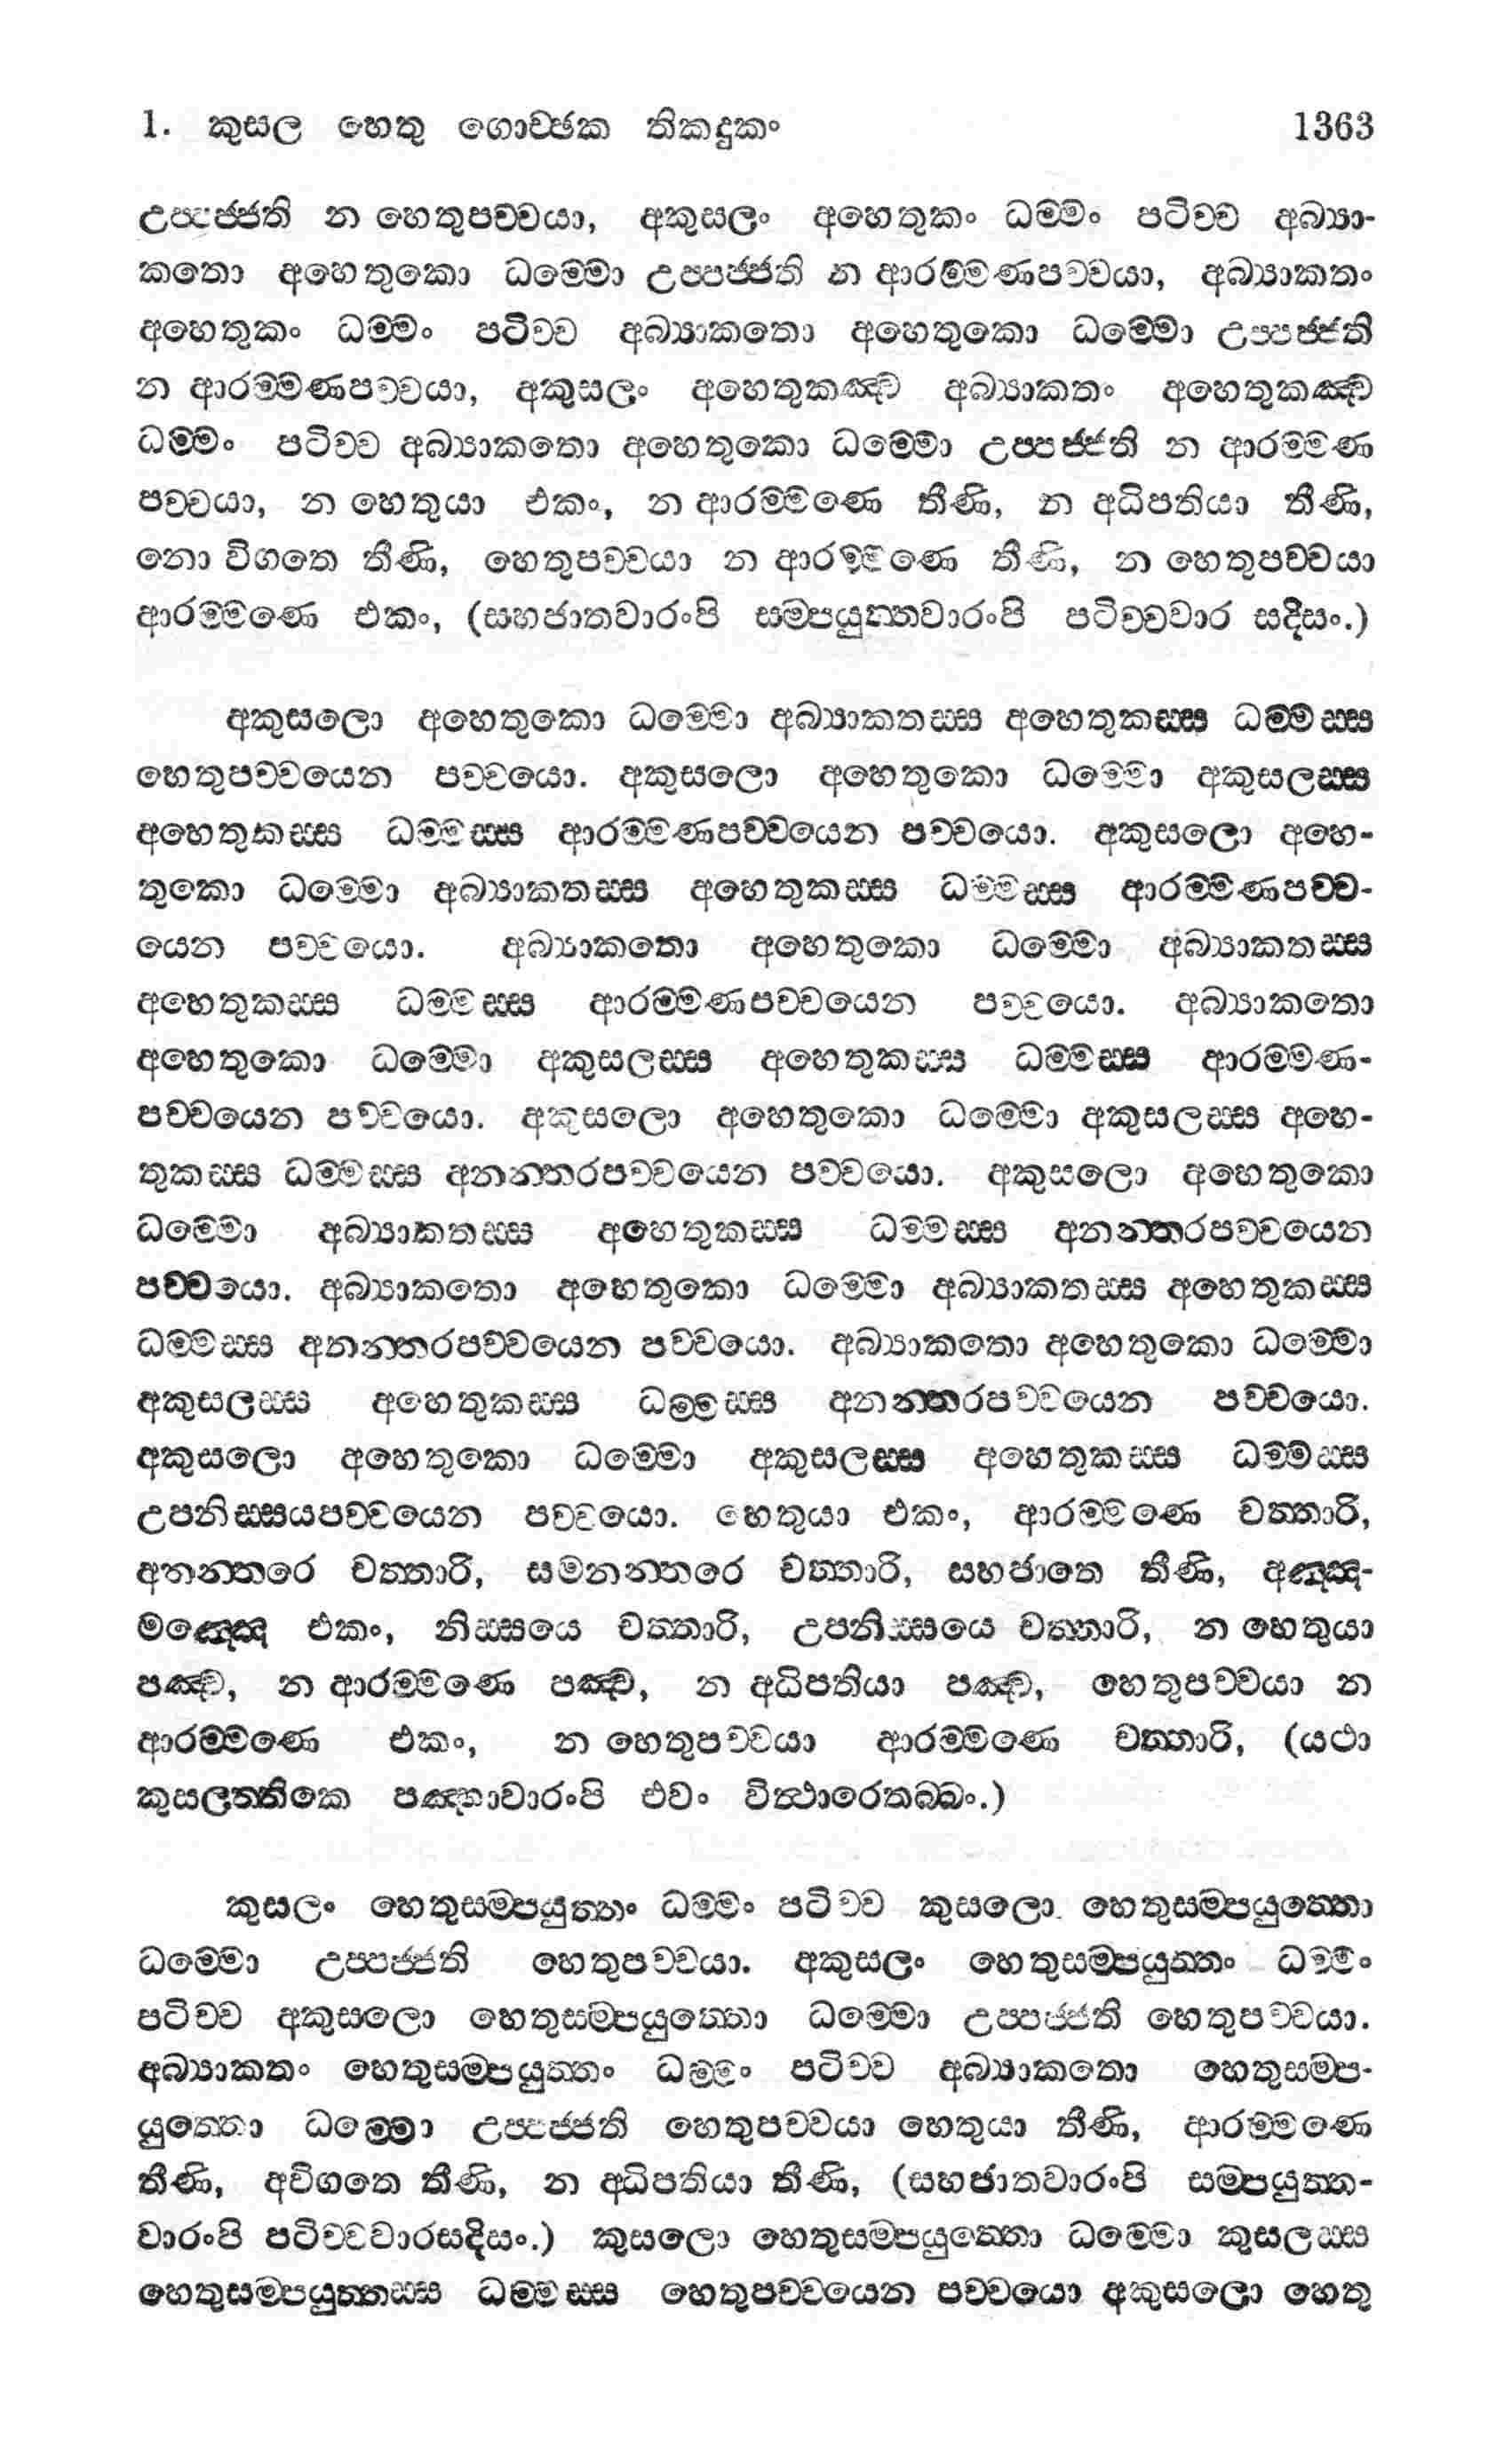 1. කුසල හෙතු ගොච්ඡක තිකදුකං 1363
උප්පජ්ජති න හෙතුපච්චයා, අකුසලං අහෙතුකං ධම්මං පටිච්ච අබ්‍යා-
කතො අහෙතුකො ධම්මො උප්පජ්ජති න ආරම්මණපච්චයා, අබ්‍යාකතං
අහෙතුකං ධම්මං පටිච්ච අබ්‍යාකතො අහෙතුකො ධම්මො උප්පජ්ජති
න ආරම්මණපච්චයා, අකුසලං අහෙතුකඤ්ච අබ්‍යාකතං අහෙතුකඤ්ච
ධම්මං පටිච්ච අබ්‍යාකතො අහෙතුකො ධම්මො උප්පජ්ජති න ආරම්මණ
පච්චයා, න හෙතුයා එකං, න ආරම්මණෙ තීණි, න අධිපතියා තීණි,
නො විගතෙ තීණි, හෙතුපච්චයා න ආරම්මණෙ තීණි, න හෙතුපච්චයා
ආරම්මණෙ එකං, (සහජාතවාරංපි සම්පයුත්තවාරංපි පටිච්චවාර සදිසං.)
අකුසලො අහෙතුකො ධම්මො අබ්‍යාකතස්ස අහෙතුකස්ස ධම්මස්ස
හෙතුපච්චයෙන පච්චයො. අකුසලො අහෙතුකො ධම්මො අකුසලස්ස
අහෙතුකස්ස ධම්මස්ස ආරම්මණපච්චයෙන පච්චයො. අකුසලො අහෙ-
තුකො ධම්මො අබ්‍යාකතස්ස අහෙතුකස්ස ධම්මස්ස ආරම්මණපච්ච-
යෙන පච්චයො. අබ්‍යාකතො අහෙතුකො ධම්මො අබ්‍යාකතස්ස
අහෙතුකස්ස ධම්මස්ස ආරම්මණපච්චයෙන පච්චයො. අබ්‍යාකතො
අහෙතුකො ධම්මො අකුසලස්ස අහෙතුකස්ස ධම්මස්ස ආරම්මණ-
පච්චයෙන පච්චයො. අකුසලො අහෙතුකො ධම්මො අකුසලස්ස අහෙ-
තුකස්ස ධම්මස්ස අනන්තරපච්චයෙන පච්චයො. අකුසලො අහෙතුකො
ධම්මො අබ්‍යාකතස්ස අහෙතුකස්ස ධම්මස්ස අනන්තරපච්චයෙන
පච්චයො. අබ්‍යාකතො අහෙතුකො ධම්මො අබ්‍යාකතස්ස අහෙතුකස්ස
ධම්මස්ස අනන්තරපච්චයෙන පච්චයො. අබ්‍යාකතො අහෙතුකො ධම්මො
අකුසලස්ස අහෙතුකස්ස ධම්මස්ස අනන්තරපච්චයෙන පච්චයො.
අකුසලො අහෙතුකො ධම්මො අකුසලස්ස අහෙතුකස්ස ධම්මස්ස
උපනිස්සයපච්චයෙන පච්චයො. හෙතුයා එකං, ආරම්මණෙ චත්තාරි,
අනන්තරෙ චත්තාරි, සමනන්තරෙ චත්තාරි, සහජාතෙ තීණි, අඤ්ඤ-
මඤ්ඤෙ එකං, නිස්සයෙ චත්තාරි, උපනිස්සයෙ චත්තාරි, න හෙතුයා
පඤ්ච, න ආරම්මණෙ පඤ්ච, න අධිපතියා පඤ්ච, හෙතුපච්චයා න
ආරම්මණෙ එකං, න හෙතුපච්චයා ආරම්මණෙ චත්තාරි, (යථා
කුසලත්තිකෙ පඤ්හාවාරංපි එවං විත්ථාරෙතබ්බං.)
කුසලං හෙතුසම්පයුත්තං ධම්මං පටිච්ච කුසලො හෙතුසම්පයුත්තො
ධම්මො උප්පජ්ජති හෙතුපච්චයා. අකුසලං හෙතුසම්පයුත්තං ධම්මං
පටිච්ච අකුසලො හෙතුසම්පයුත්තො ධම්මො උප්පජ්ජති හෙතුපච්චයා.
අබ්‍යාකතං හෙතුසම්පයුත්තං ධම්මං පටිච්ච අබ්‍යාකතො හෙතුසම්ප-
යුත්තො ධම්මො උප්පජ්ජති හෙතුපච්චයා හෙතුයා තීණි, ආරම්මණෙ
තීණි, අවිගතෙ තීණි, න අධිපතියා තීණි, (සහජාතවාරංපි සම්පයුත්ත-
වාරංපි පටිච්චවාරසදිසං.) කුසලො හෙතුසම්පයුත්තො ධම්මො කුසලස්ස
හෙතුසම්පයුත්තස්ස ධම්මස්ස හෙතුපච්චයෙන පච්චයො අකුසලො හෙතු